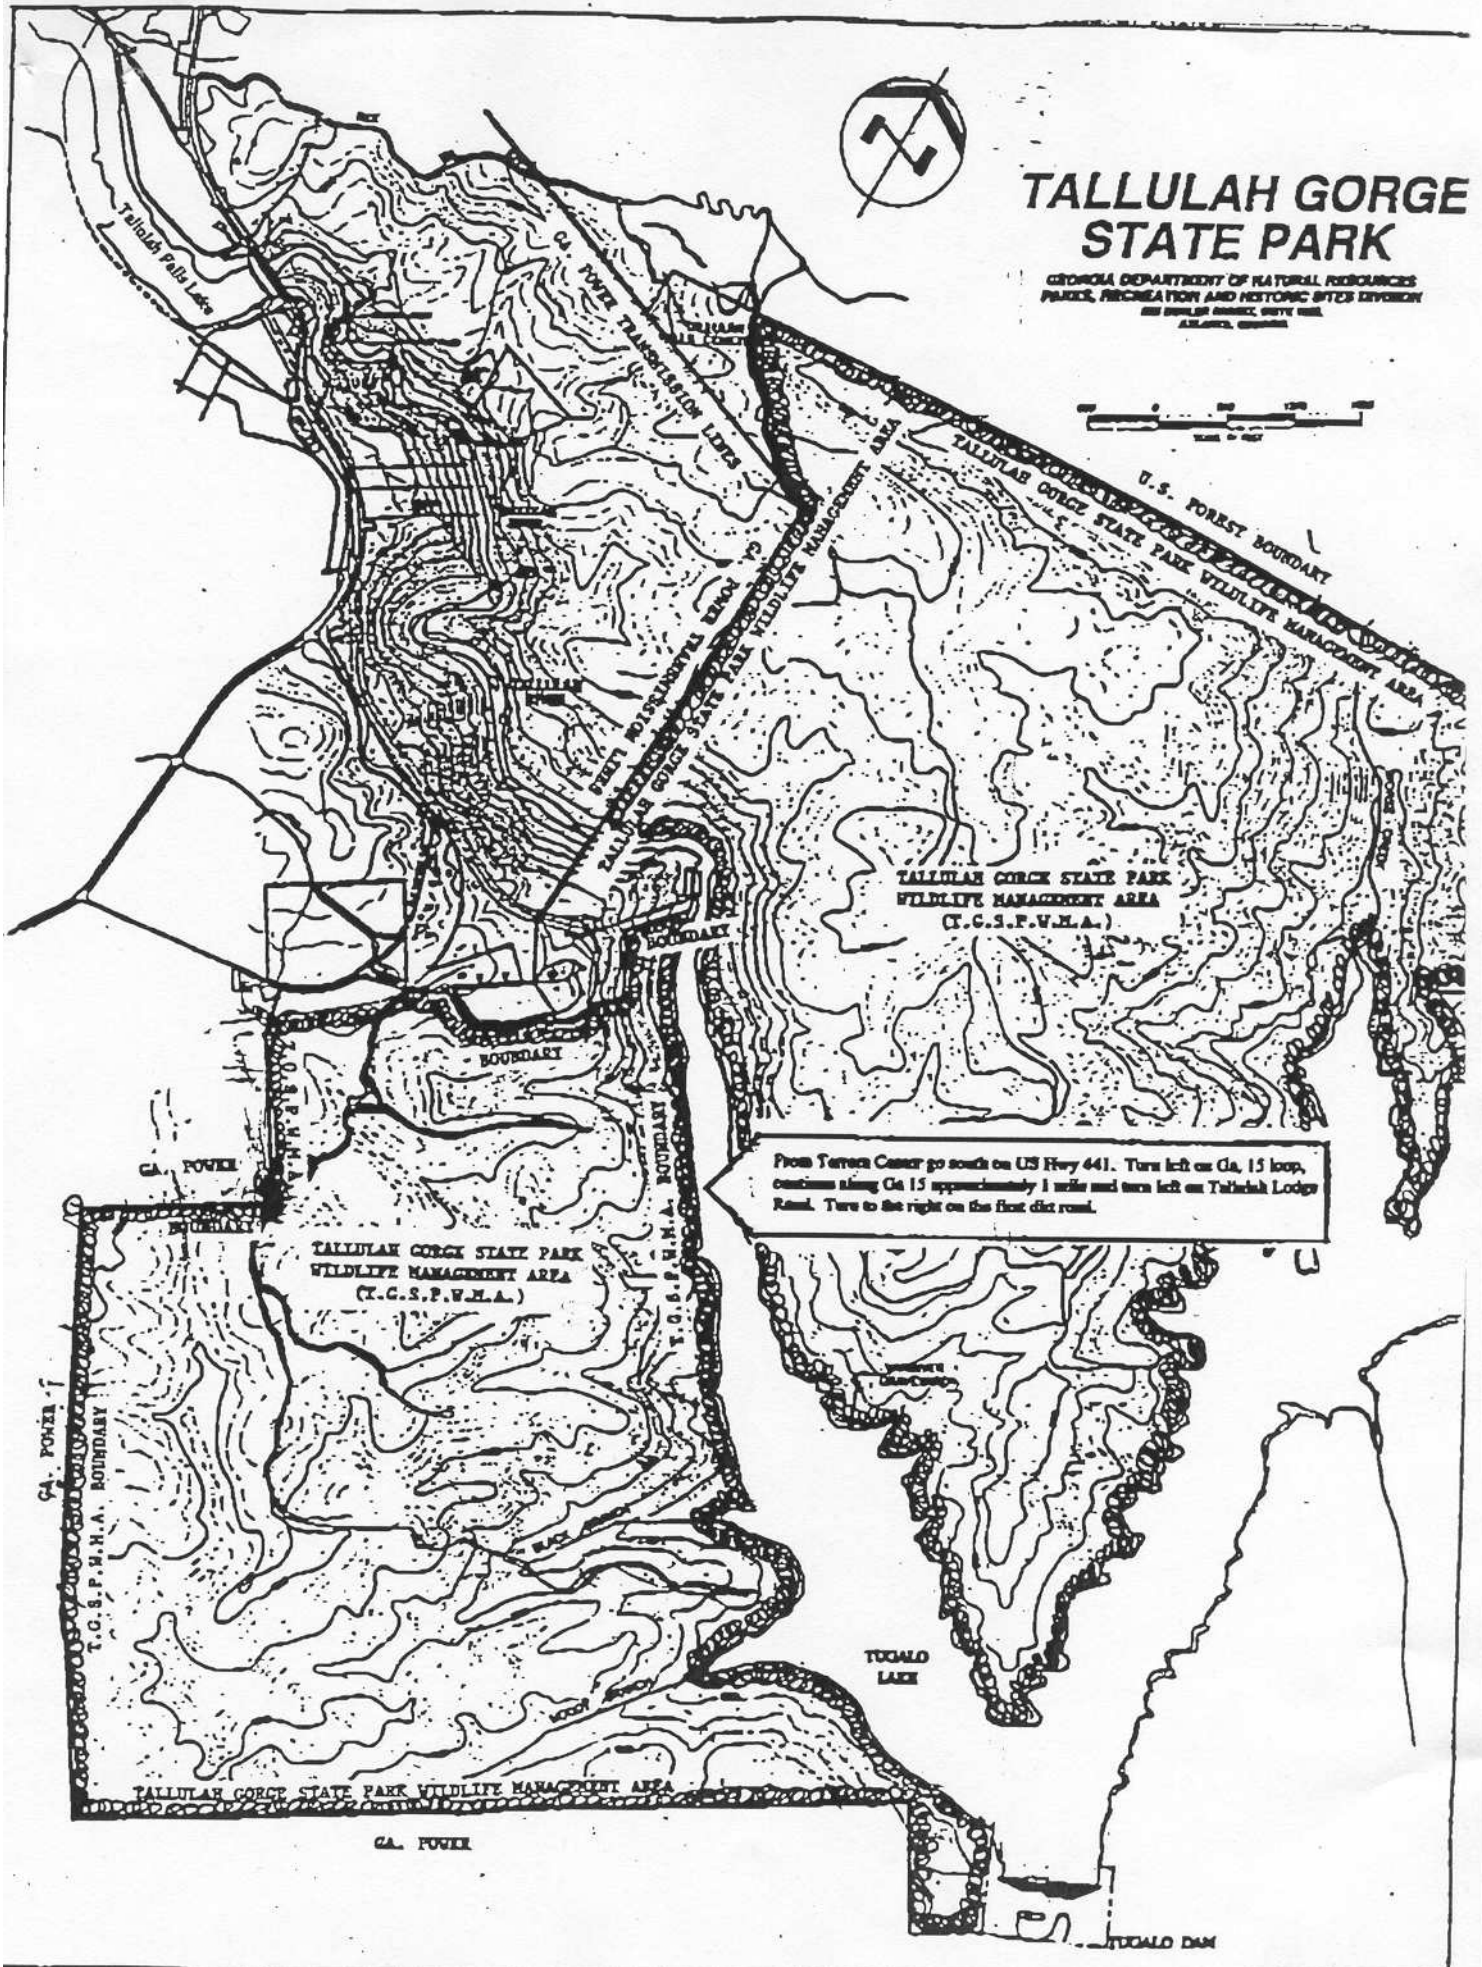 TALLULAH GORGE
STATE PARK
GEORGIA DEPARTMENT OF NATURAL RESOURCES
PARKS, RECREATION AND HISTORIC SITES DIVISION
ATLANTA, GEORGIA
Tallulah Falls Lake
GA POWER TRANSMISSION LINES
U.S. FOREST BOUNDARY
TALLULAH GORGE STATE PARK WILDLIFE MANAGEMENT AREA
GA POWER TRANSMISSION LINES
TALLULAH GORGE STATE PARK WILDLIFE MANAGEMENT AREA
TALLULAH GORGE STATE PARK
WILDLIFE MANAGEMENT AREA
(T.G.S.P.W.M.A.)
BOUNDARY
BOUNDARY
T.G.S.P.W.M.A.
T.G.S.P.W.M.A. BOUNDARY
From Terrora Center go south on US Hwy 441. Turn left on Ga, 15 loop,
continue along Ga 15 approximately 1 mile and turn left on Tallulah Lodge
Road. Turn to the right on the first dirt road.
GA. POWER
BOUNDARY
TALLULAH GORGE STATE PARK
WILDLIFE MANAGEMENT AREA
(T.G.S.P.W.M.A.)
GA. POWER
T.G.S.P.W.M.A. BOUNDARY
BRANCH
TUGALO
LAKE
BRANCH
TALLULAH GORGE STATE PARK WILDLIFE MANAGEMENT AREA
GA. POWER
TUGALO DAM